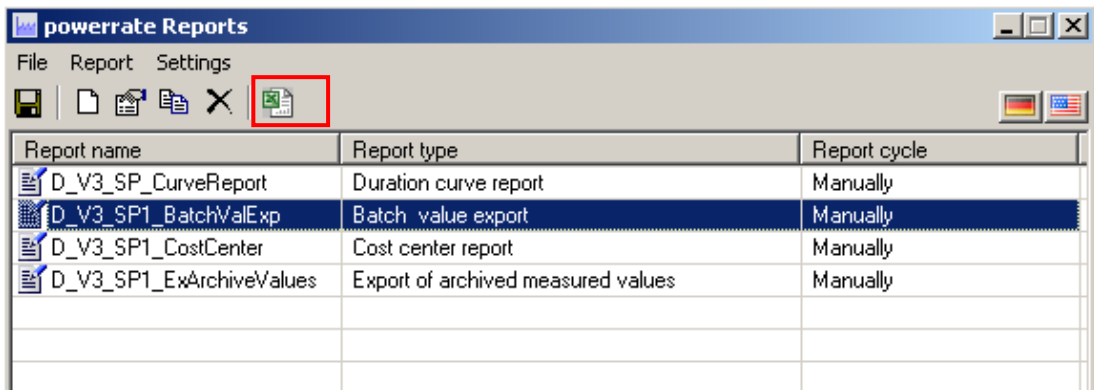 powerrate Reports
File Report Settings
Report name Report type Report cycle
D_V3_SP_CurveReport Duration curve report Manually
D_V3_SP1_BatchValExp Batch value export Manually
D_V3_SP1_CostCenter Cost center report Manually
D_V3_SP1_ExArchiveValues Export of archived measured values Manually